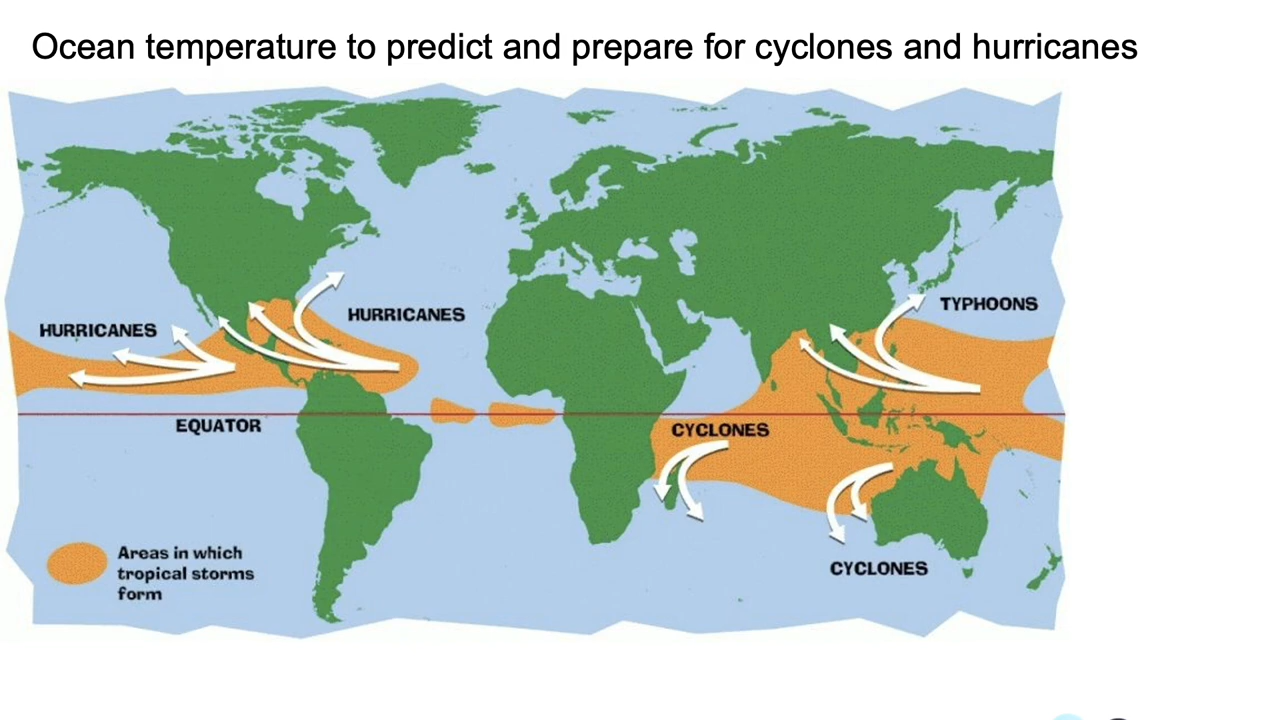 Ocean temperature to predict and prepare for cyclones and hurricanes
TYPHOONS
HURRICANES
HURRICANES
EQUATOR
CYCLONES
Areas in which
tropical storms
form
CYCLONES